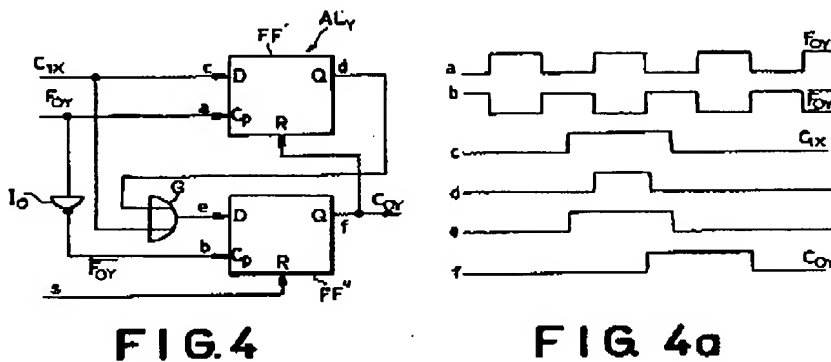 FF' ALY
C1X c D Q d
FOY a Cp
R
IO
G
e D Q f COY
b Cp
FOY R
s FF"
FIG.4
a FOY
b FOY
c C1X
d
e
f COY
FIG 4a